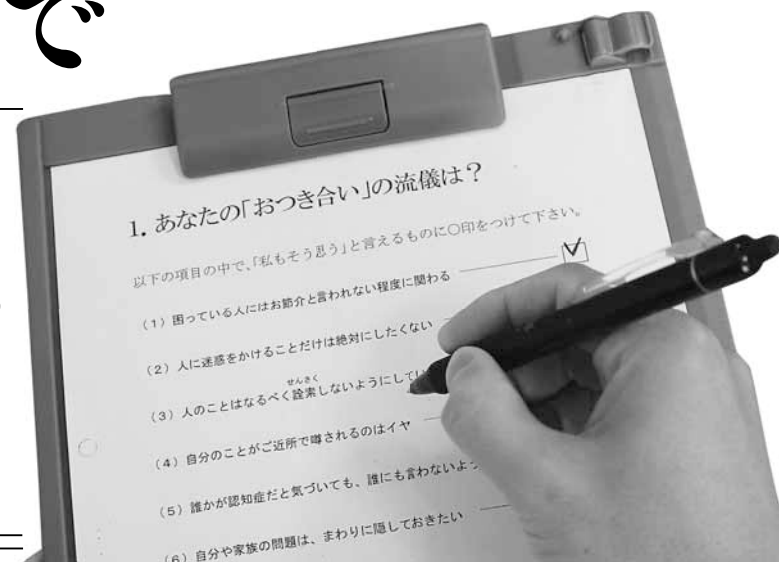 で
1. あなたの「おつき合い」の流儀は？
以下の項目の中で、「私もそう思う」と言えるものに〇印をつけて下さい。
(1) 困っている人にはお節介と言われない程度に関わる
(2) 人に迷惑をかけることだけは絶対にしたくない
せんさく
(3) 人のことはなるべく詮素しないようにしてい
(4) 自分のことがご近所で噂されるのはイヤ
(5) 誰かが認知症だと気づいても、誰にも言わないよう
(6) 自分や家族の問題は、まわりに隠しておきたい